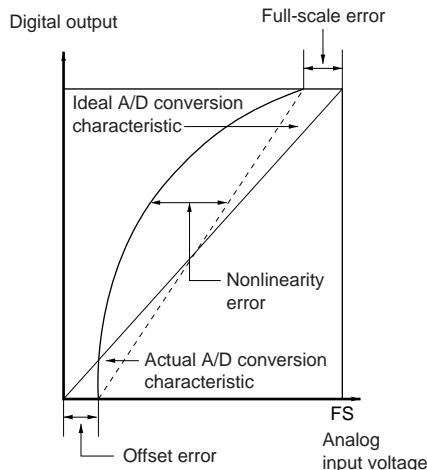 Full-scale error
Digital output
Ideal A/D conversion
characteristic
Nonlinearity
error
Actual A/D conversion
characteristic
FS
Offset error
Analog
input voltage